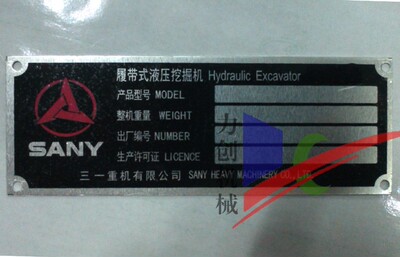 履带式液压挖掘机 Hydraulic Excavator
产品型号 MODEL
整机重量 WEIGHT
出厂编号 NUMBER
生产许可证 LICENCE
SANY
三一重机有限公司 SANY HEAVY MACHINERY CO., LTD.
力创
械